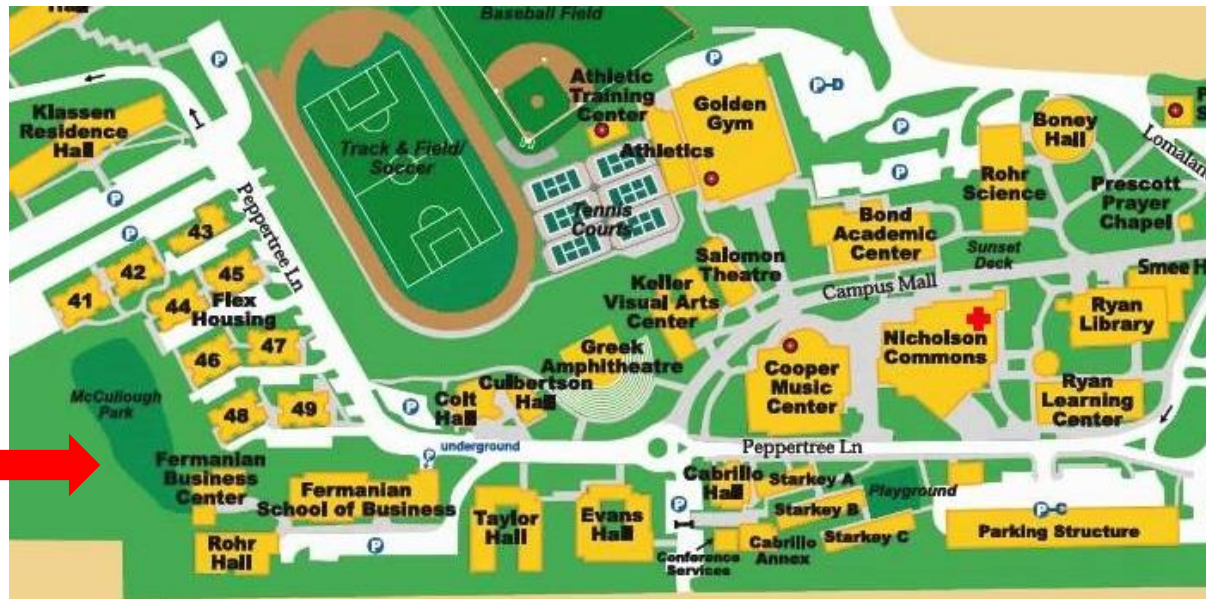 Baseball Field
Klassen
Residence
Hall
Track & Field/
Soccer
Athletic
Training
Center
Athletics
Golden
Gym
Tennis
Courts
P
P
P
P
P-D
P
P
Boney
Hall
Rohr
Science
Lomaland
Prescott
Prayer
Chapel
Bond
Academic
Center
Sunset
Deck
Campus Mall
Salomon
Theatre
Keller
Visual Arts
Center
Smee H
Ryan
Library
Nicholson
Commons
Ryan
Learning
Center
Cooper
Music
Center
Greek
Amphitheatre
Culbertson
Hall
Colt
Hall
Peppertree Ln
43
42
41
45
44
Flex
Housing
46
47
48
49
McCullough
Park
P
underground
P
Peppertree Ln
Fermanian
Business
Center
Fermanian
School of Business
Rohr
Hall
P
Taylor
Hall
Evans
Hall
P
Cabrillo
Hall
Starkey A
Starkey B
Starkey C
Playground
Conference
Services
Cabrillo
Annex
P-C
Parking Structure